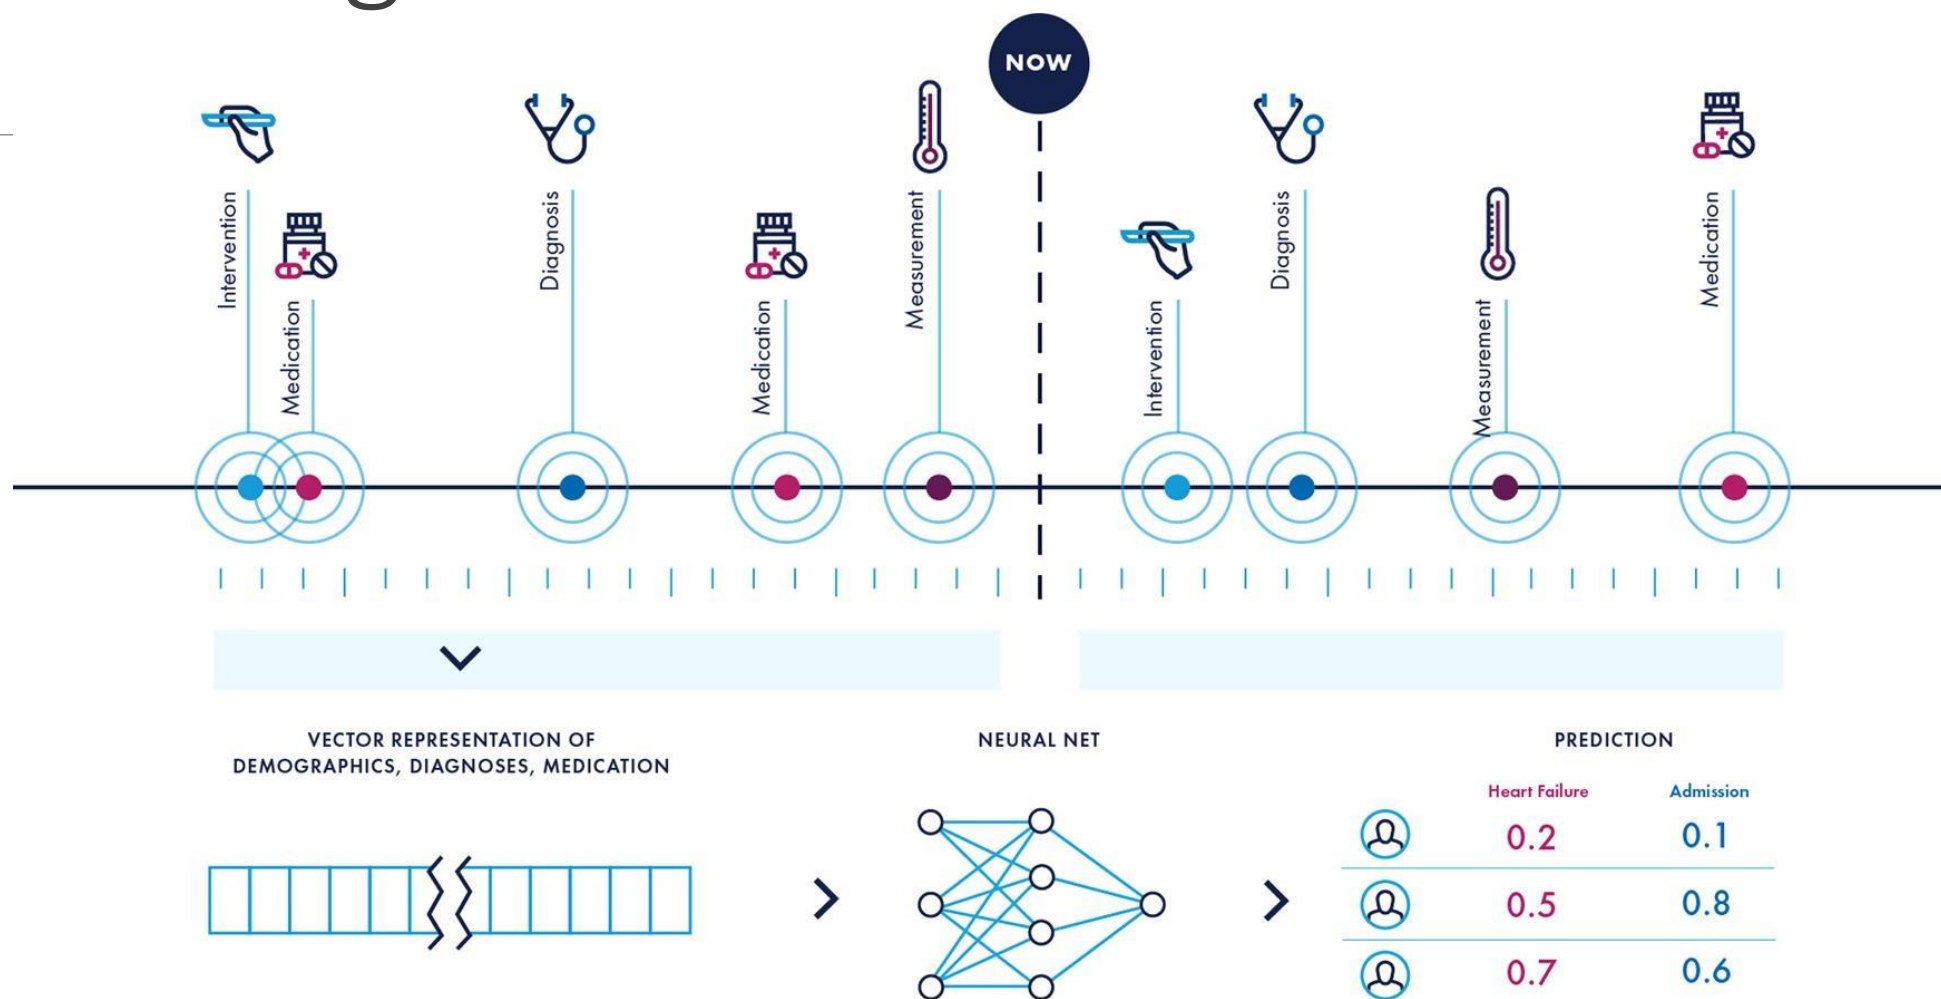 NOW
Intervention
Medication
Diagnosis
Medication
Measurement
Intervention
Diagnosis
Measurement
Medication
VECTOR REPRESENTATION OF
DEMOGRAPHICS, DIAGNOSES, MEDICATION
NEURAL NET
PREDICTION
Heart Failure Admission
0.2 0.1
0.5 0.8
0.7 0.6